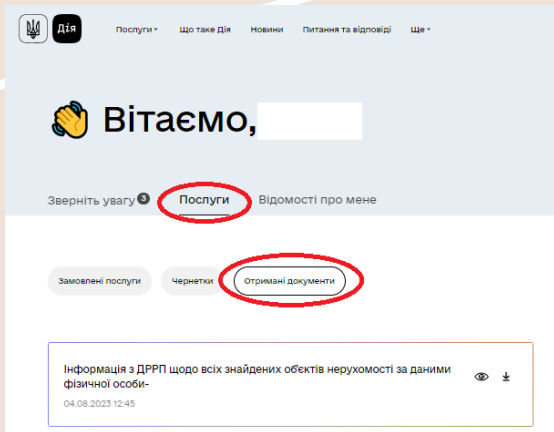 Дія
Послуги
Що таке Дія
Новини
Питання та відповіді
Ще
Вітаємо,
Зверніть увагу 3
Послуги
Відомості про мене
Замовлені послуги
Чернетки
Отримані документи
Інформація з ДРРП щодо всіх знайдених об'єктів нерухомості за даними
фізичної особи-
04.08.2023 12:45